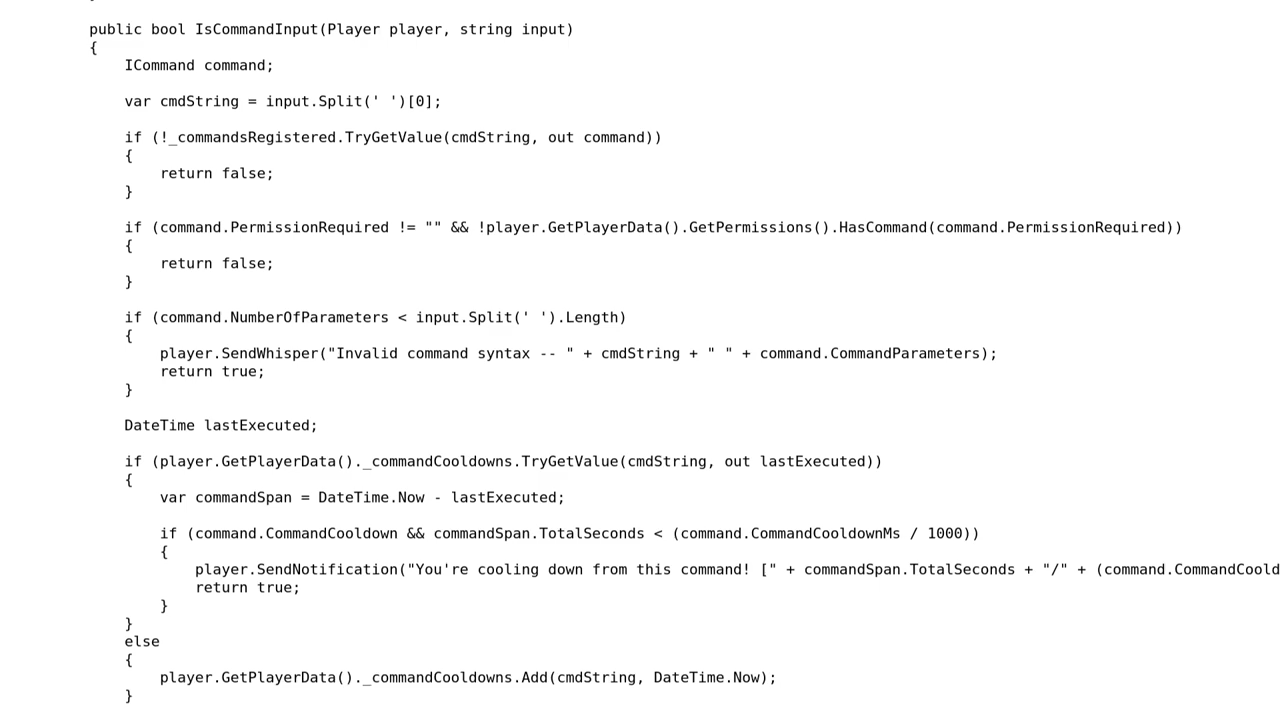 public bool IsCommandInput(Player player, string input)
{
ICommand command;
var cmdString = input.Split(' ')[0];
if (!_commandsRegistered.TryGetValue(cmdString, out command))
{
return false;
}
if (command.PermissionRequired != "" && !player.GetPlayerData().GetPermissions().HasCommand(command.PermissionRequired))
{
return false;
}
if (command.NumberOfParameters < input.Split(' ').Length)
{
player.SendWhisper("Invalid command syntax -- " + cmdString + " " + command.CommandParameters);
return true;
}
DateTime lastExecuted;
if (player.GetPlayerData()._commandCooldowns.TryGetValue(cmdString, out lastExecuted))
{
var commandSpan = DateTime.Now - lastExecuted;
if (command.CommandCooldown && commandSpan.TotalSeconds < (command.CommandCooldownMs / 1000))
{
player.SendNotification("You're cooling down from this command! [" + commandSpan.TotalSeconds + "/" + (command.CommandCoold
return true;
}
}
else
{
player.GetPlayerData()._commandCooldowns.Add(cmdString, DateTime.Now);
}